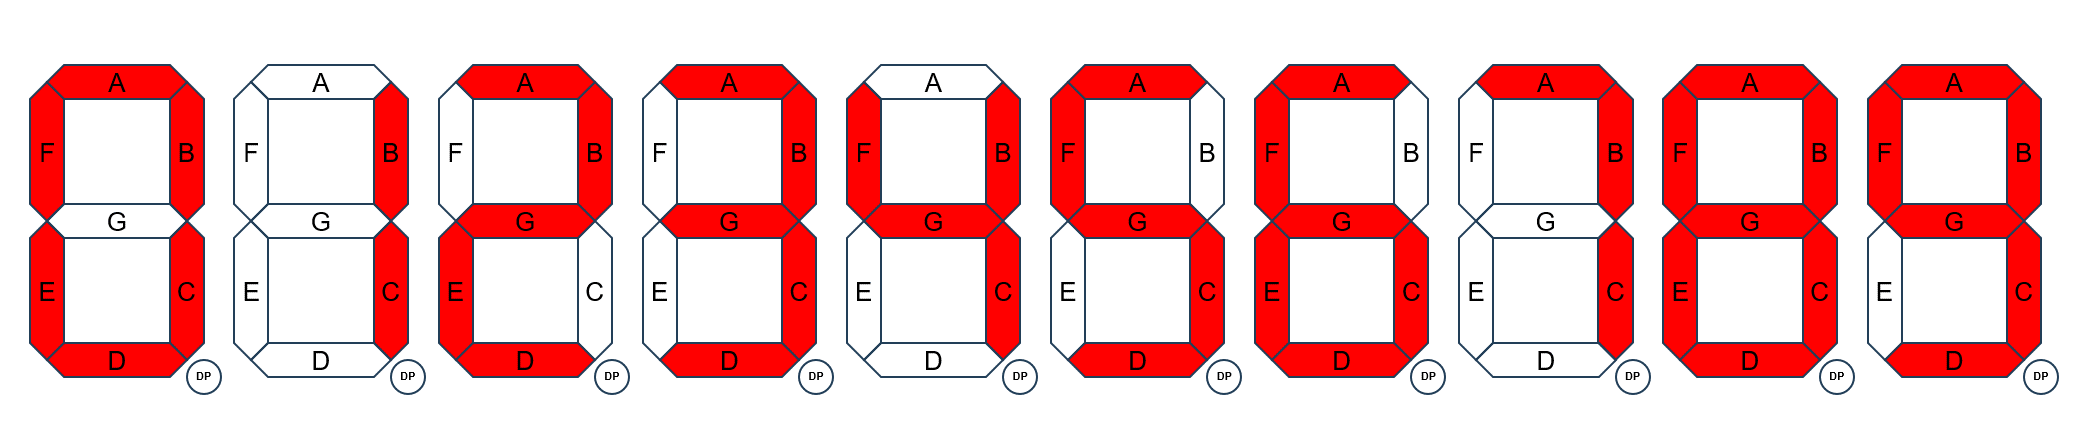 A A A A A A A A A A
F B F B F B F B F B F B F B F B F B F B
G G G G G G G G G G
E C E C E C E C E C E C E C E C E C E C
D D D D D D D D D D
DP DP DP DP DP DP DP DP DP DP